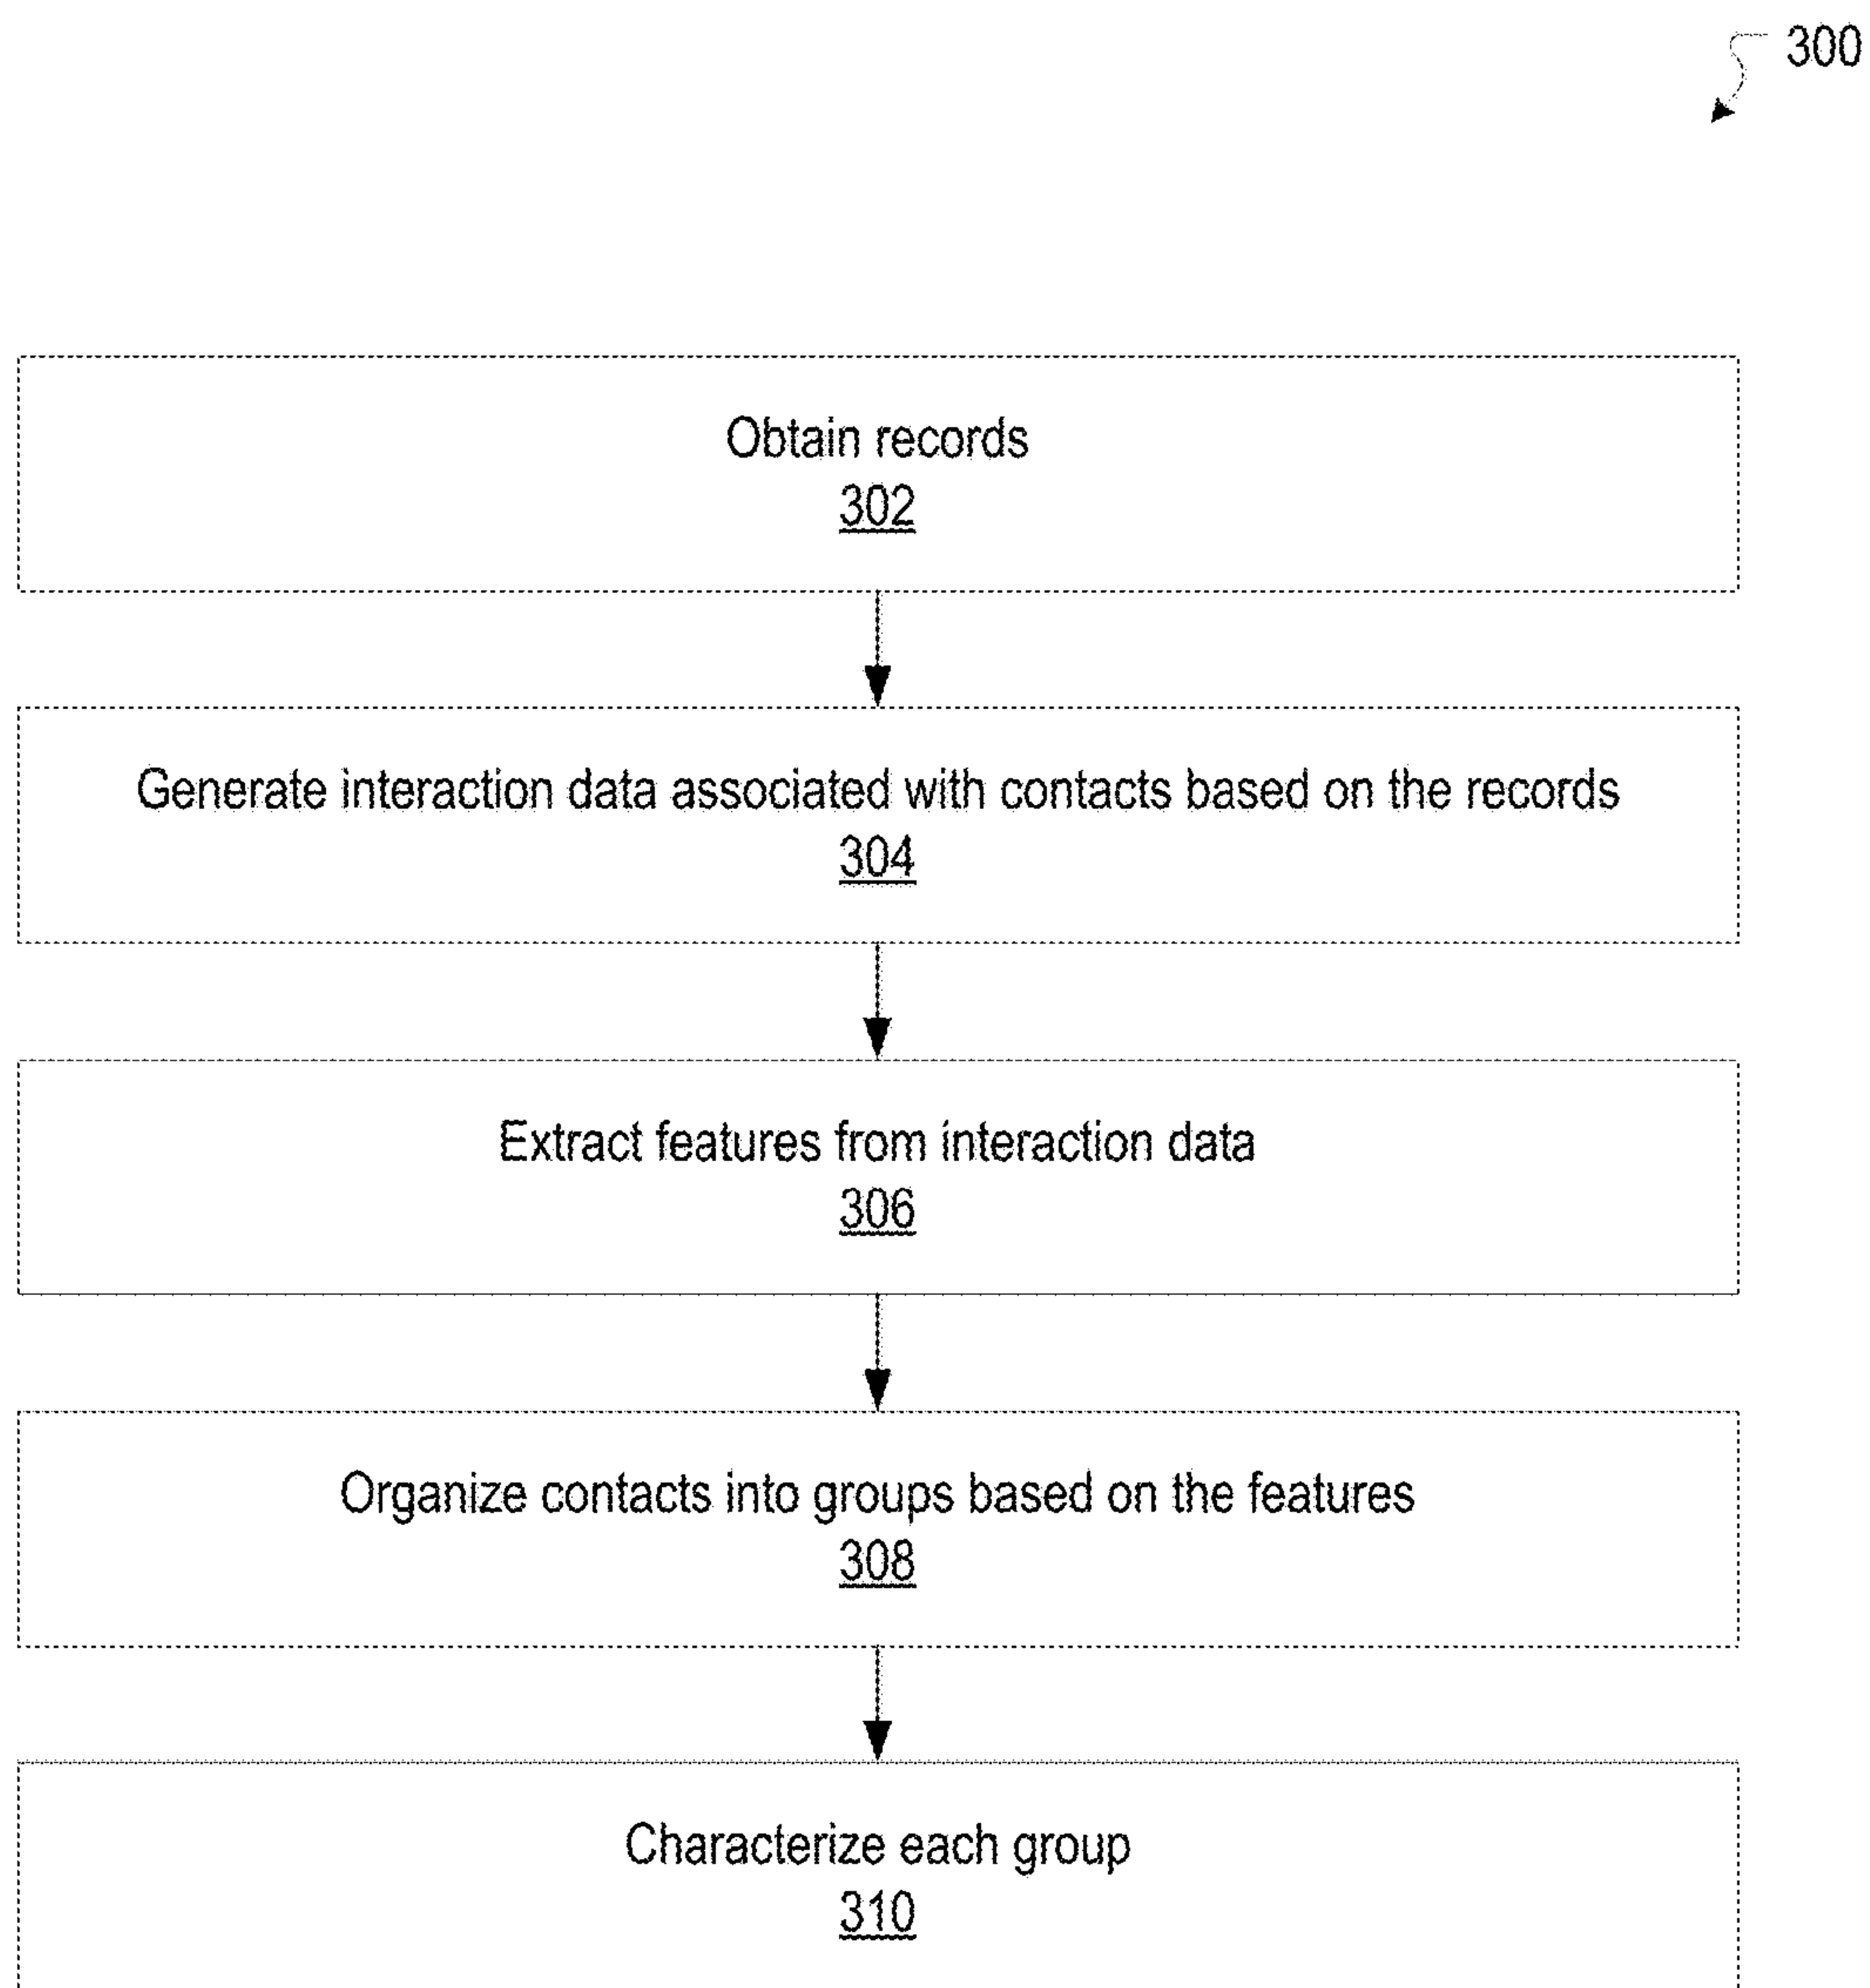 300
Obtain records
302
Generate interaction data associated with contacts based on the records
304
Extract features from interaction data
306
Organize contacts into groups based on the features
308
Characterize each group
310